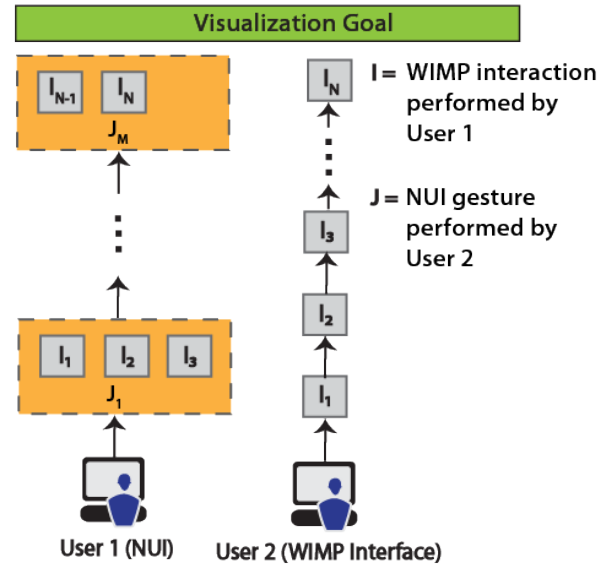 Visualization Goal
I_N-1 I_N
J_M
I_1 I_2 I_3
J_1
User 1 (NUI)
I_N
I_3
I_2
I_1
User 2 (WIMP Interface)
I = WIMP interaction
performed by
User 1
J = NUI gesture
performed by
User 2